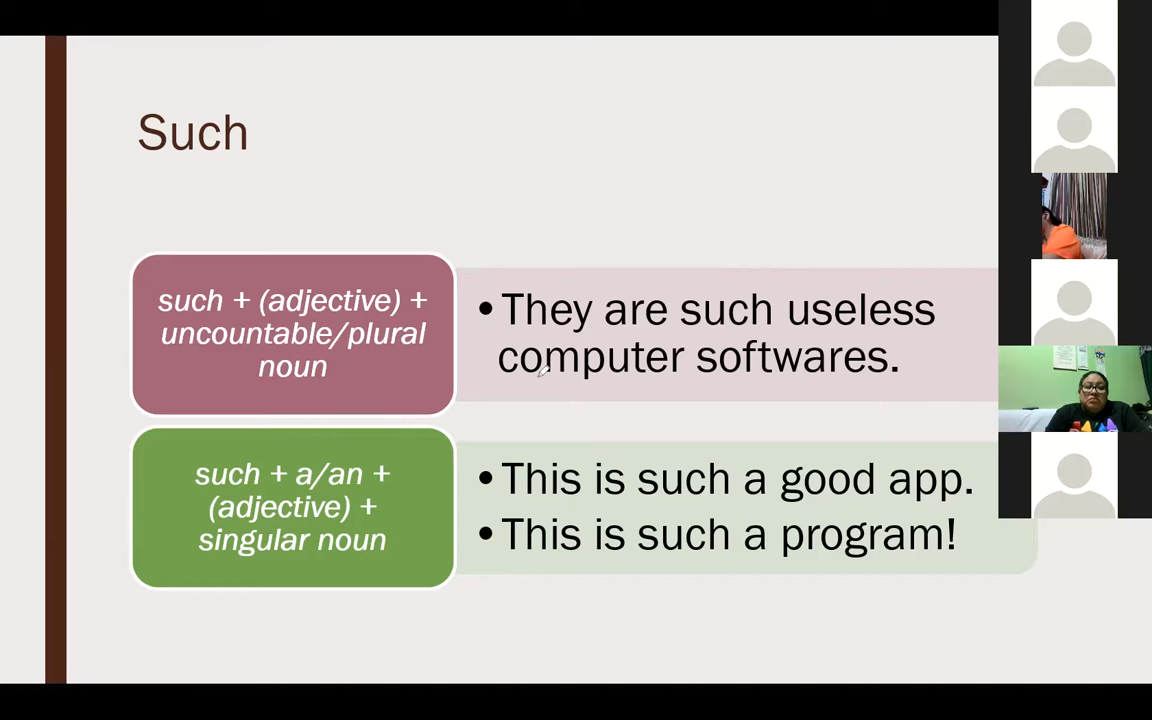 Such
such + (adjective) +
uncountable/plural
noun
•They are such useless
computer softwares.
such + a/an +
(adjective) +
singular noun
•This is such a good app.
•This is such a program!